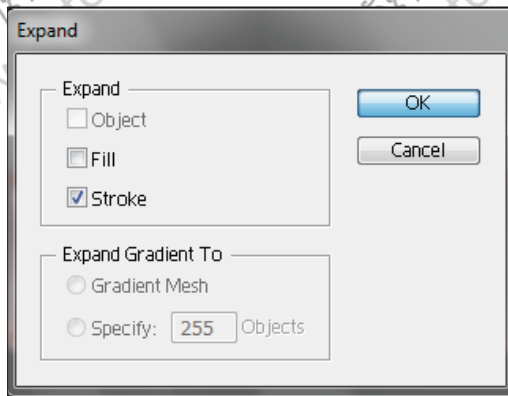 Expand
Expand
Object
Fill
Stroke
OK
Cancel
Expand Gradient To
Gradient Mesh
Specify: 255 Objects